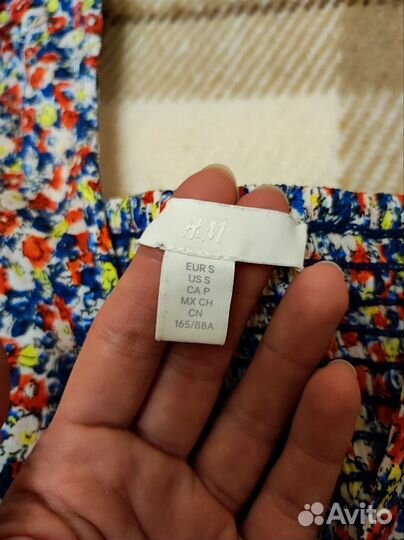 H&M
EUR S
US S
CA P
MX CH
CN
165/88A
Avito